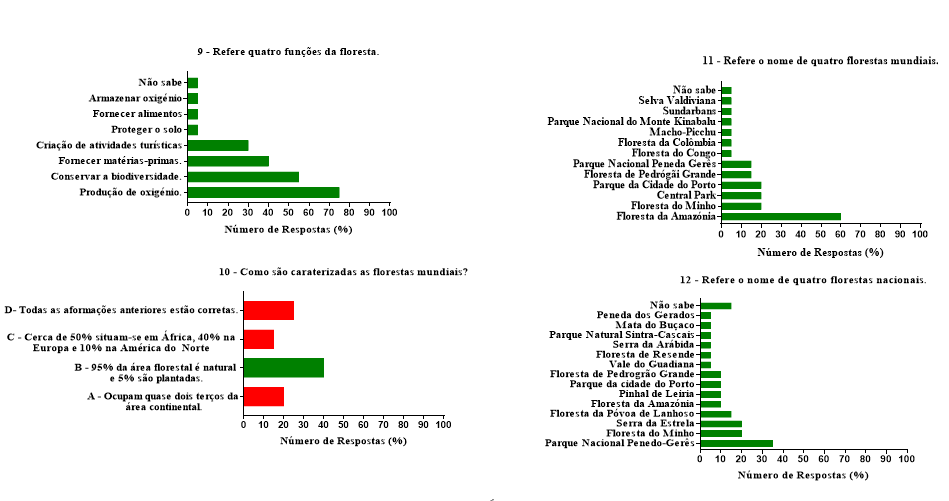 9 - Refere quatro funções da floresta.
Não sabe
Armazenar oxigénio
Fornecer alimentos
Proteger o solo
Criação de atividades turísticas
Fornecer matérias-primas.
Conservar a biodiversidade.
Produção de oxigénio.
0 10 20 30 40 50 60 70 80 90 100
Número de Respostas (%)
11 - Refere o nome de quatro florestas mundiais.
Não sabe
Selva Valdiviana
Sundarbans
Parque Nacional do Monte Kinabalu
Macho-Picchu
Floresta da Colômbia
Floresta do Congo
Parque Nacional Peneda Gerês
Floresta de Pedrógãi Grande
Parque da Cidade do Porto
Central Park
Floresta do Minho
Floresta da Amazónia
0 10 20 30 40 50 60 70 80 90 100
Número de Respostas (%)
10 - Como são caraterizadas as florestas mundiais?
D- Todas as aformações anteriores estão corretas.
C - Cerca de 50% situam-se em África, 40% na
Europa e 10% na América do Norte
B - 95% da área florestal é natural
e 5% são plantadas.
A - Ocupam quase dois terços da
área continental.
0 10 20 30 40 50 60 70 80 90 100
Número de Respostas (%)
12 - Refere o nome de quatro florestas nacionais.
Não sabe
Peneda dos Gerados
Mata do Buçaco
Parque Natural Sintra-Cascais
Serra da Arábida
Floresta de Resende
Vale do Guadiana
Floresta de Pedrogrão Grande
Parque da cidade do Porto
Pinhal de Leiria
Floresta da Amazónia
Floresta da Póvoa de Lanhoso
Serra da Estrela
Floresta do Minho
Parque Nacional Penedo-Gerês
0 10 20 30 40 50 60 70 80 90 100
Número de Respostas (%)